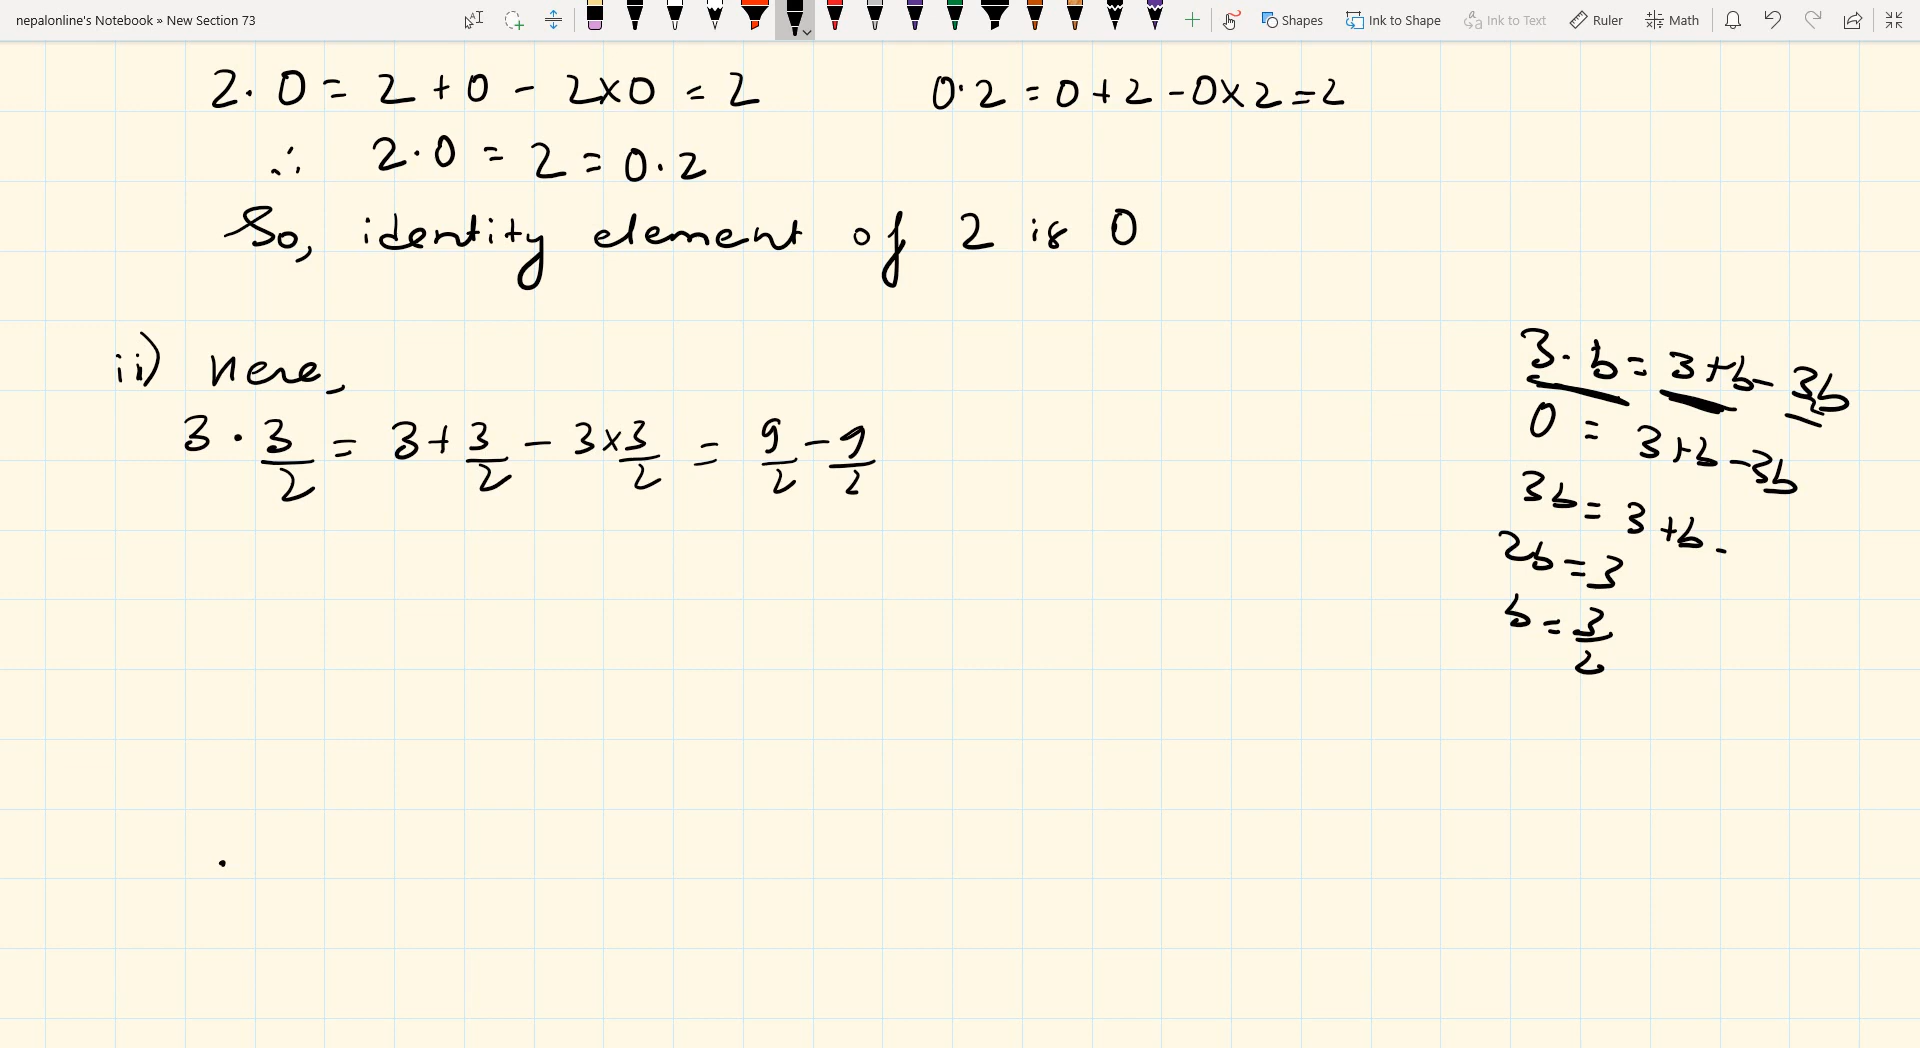 nepalonline's Notebook » New Section 73
Shapes Ink to Shape Ink to Text Ruler Math
2 · 0 = 2 + 0 - 2 × 0 = 2
0 · 2 = 0 + 2 - 0 × 2 = 2
∴ 2 · 0 = 2 = 0 · 2
So, identity element of 2 is 0
ii) Here,
3 · 3/2 = 3 + 3/2 - 3 × 3/2 = 9/2 - 9/2
3 · b = 3 + b - 3b
0 = 3 + b - 3b
3b = 3 + b -
2b = 3
b = 3/2